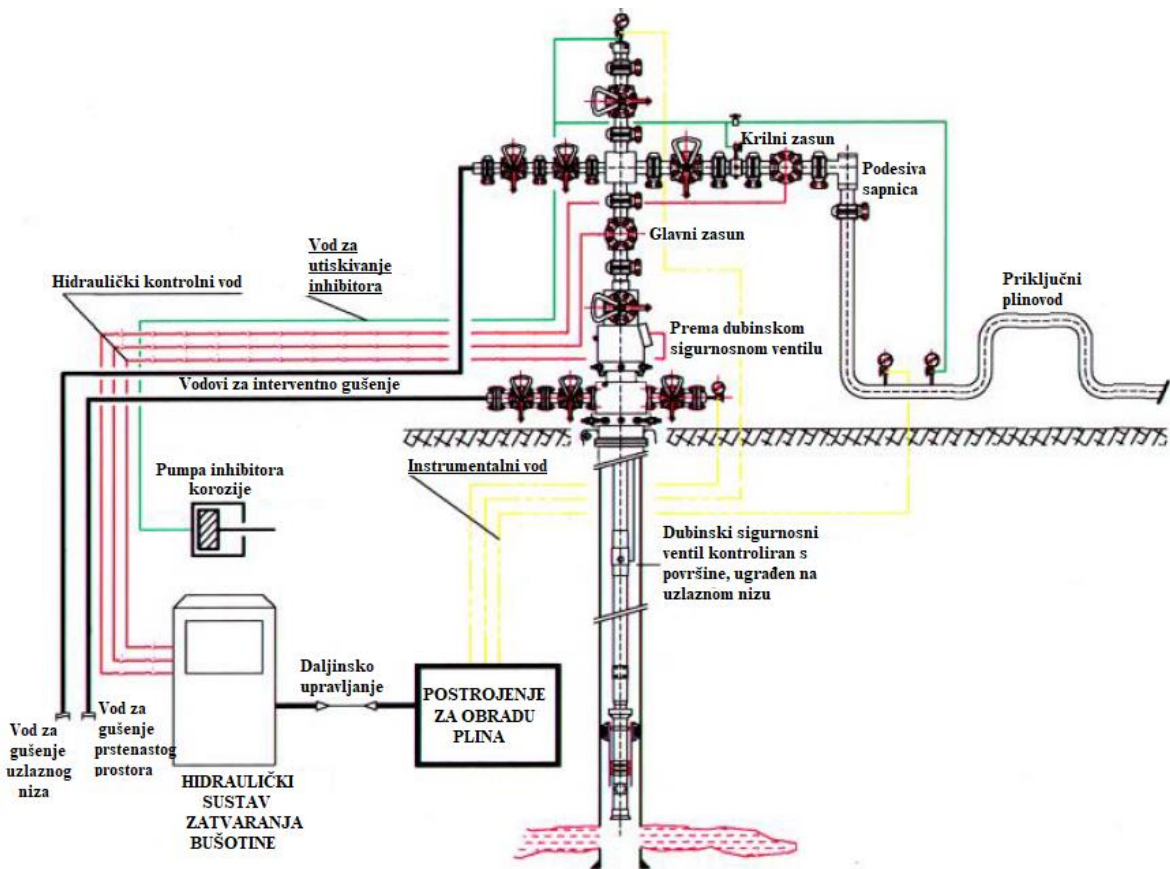 Krilni zasun
Podesiva
sapnica
Glavni zasun
Vod za
utiskivanje
inhibitora
Hidraulički kontrolni vod
Priključni
plinovod
Prema dubinskom
sigurnosnom ventilu
Vodovi za interventno gušenje
Pumpa inhibitora
korozije
Instrumentalni vod
Dubinski sigurnosni
ventil kontroliran s
površine, ugrađen na
uzlaznom nizu
Daljinsko
upravljanje
POSTROJENJE
ZA OBRADU
PLINA
Vod za
gušenje
uzlaznog
niza
Vod za
gušenje
prstenastog
prostora
HIDRAULIČKI
SUSTAV
ZATVARANJA
BUŠOTINE